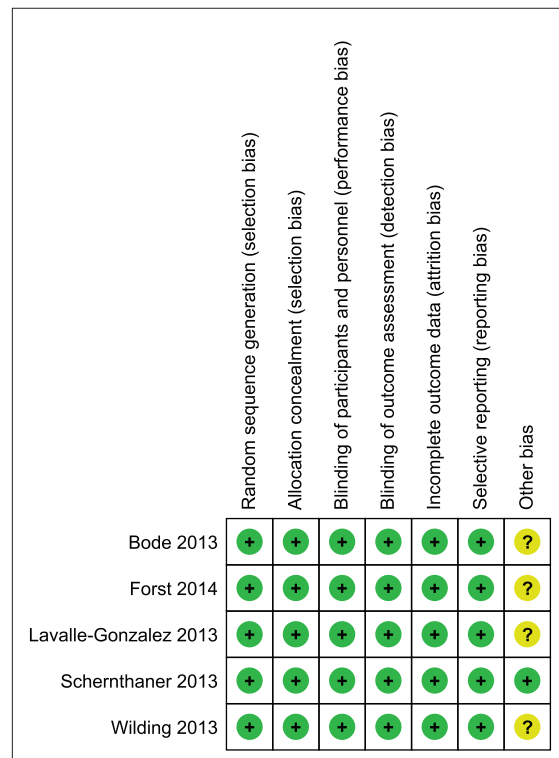 Random sequence generation (selection bias)
Allocation concealment (selection bias)
Blinding of participants and personnel (performance bias)
Blinding of outcome assessment (detection bias)
Incomplete outcome data (attrition bias)
Selective reporting (reporting bias)
Other bias
Bode 2013 + + + + + + ?
Forst 2014 + + + + + + ?
Lavalle-Gonzalez 2013 + + + + + + ?
Schernthaner 2013 + + + + + + +
Wilding 2013 + + + + + + ?